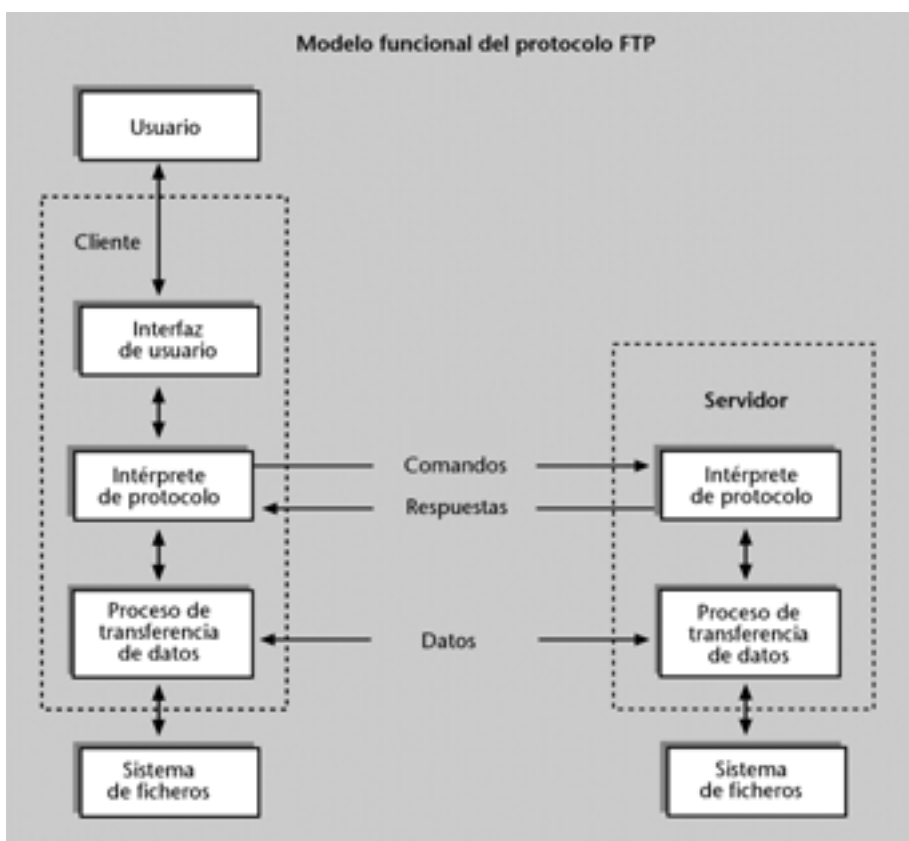 Modelo funcional del protocolo FTP
Usuario
Cliente
Interfaz
de usuario
Servidor
Intérprete
de protocolo
Comandos
Respuestas
Intérprete
de protocolo
Proceso de
transferencia
de datos
Datos
Proceso de
transferencia
de datos
Sistema
de ficheros
Sistema
de ficheros